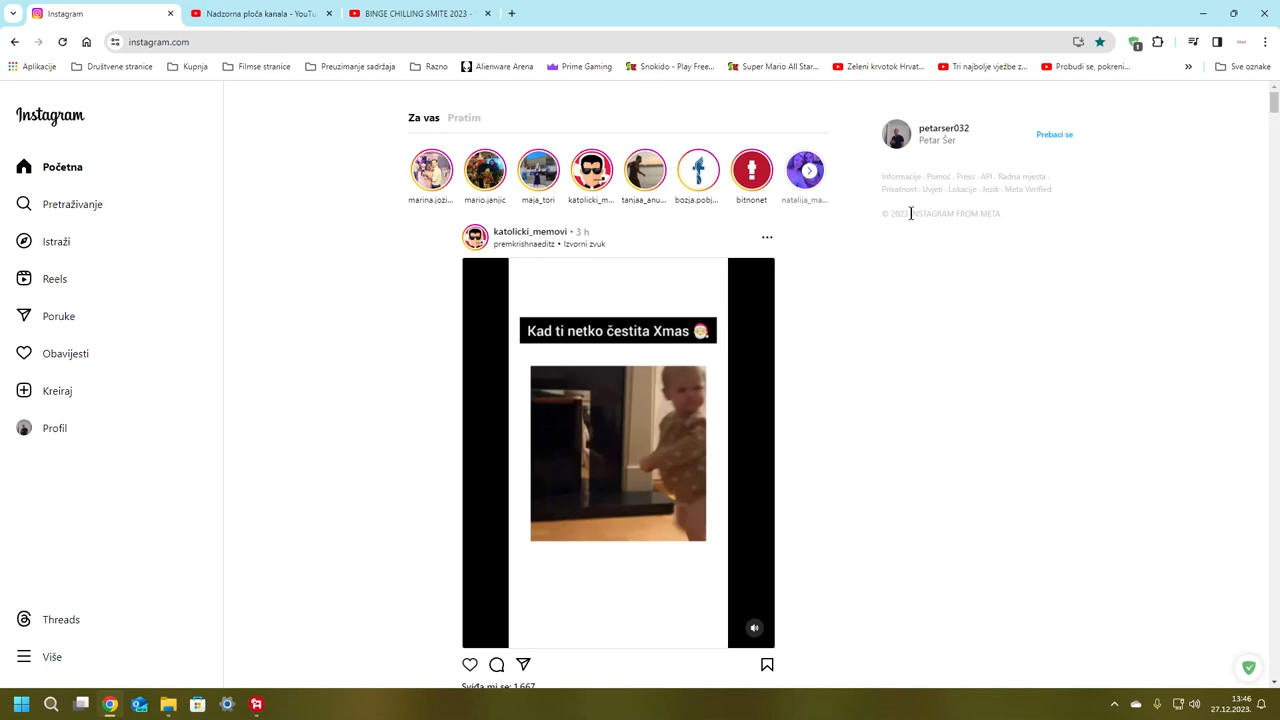 Instagram
Nadzorna ploča kanala - YouTu
BINGE CHILLING SMITE 2023 -
instagram.com
1
Aplikacije
Društvene stranice
Kupnja
Filmse stranice
Preuzimanje sadržaja
Razno
Alienware Arena
Prime Gaming
Snokido - Play Free...
Super Mario All Star...
Zeleni krvotok Hrvat...
Tri najbolje vježbe z...
Probudi se, pokreni...
Sve oznake
Instagram
Početna
Pretraživanje
Istraži
Reels
Poruke
Obavijesti
Kreiraj
Profil
Threads
Više
Za vas Pratim
marina.jozi...
mario.janjic
maja_tori
katolicki_m...
tanjaa_anu...
bozja.pobj...
bitnonet
natalija_ma...
katolicki_memovi • 3 h
premkrishnaeditz • Izvorni zvuk
Kad ti netko čestita Xmas 🎅
Sviđa mi se: 1.667
petarser032
Petar Šer
Prebaci se
Informacije · Pomoć · Press · API · Radna mjesta ·
Privatnost · Uvjeti · Lokacije · Jezik · Meta Verified
© 2023 INSTAGRAM FROM META
13:46
27.12.2023.